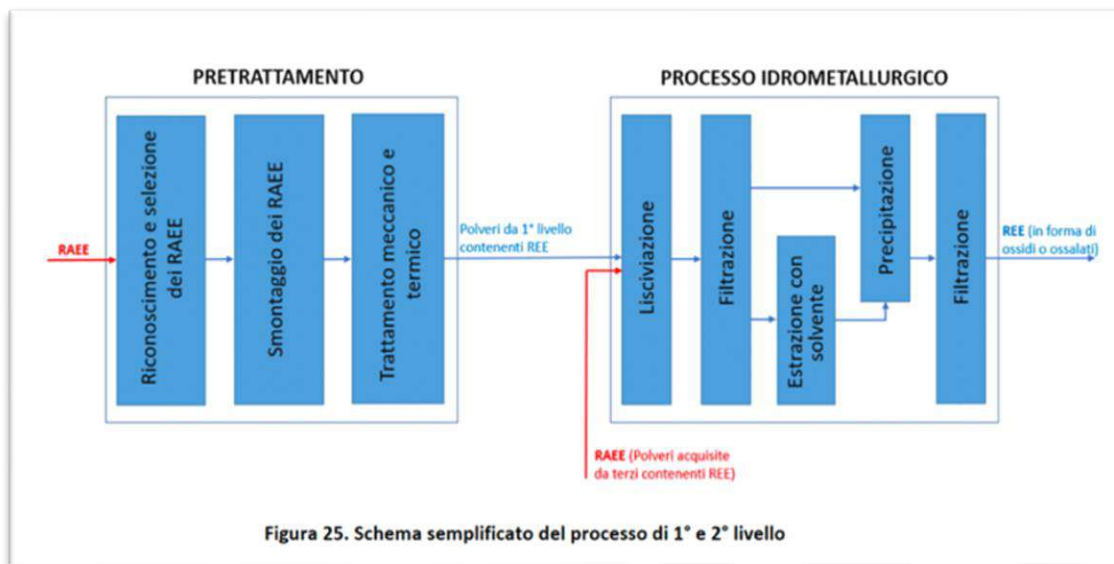 PRETRATTAMENTO
PROCESSO IDROMETALLURGICO
RAEE
Riconoscimento e selezione
dei RAEE
Smontaggio dei RAEE
Trattamento meccanico e
termico
Polveri da 1° livello
contenenti REE
Lisciviazione
Filtrazione
Estrazione con
solvente
Precipitazione
Filtrazione
REE (in forma di
ossidi o ossalati)
RAEE (Polveri acquisite
da terzi contenenti REE)
Figura 25. Schema semplificato del processo di 1° e 2° livello